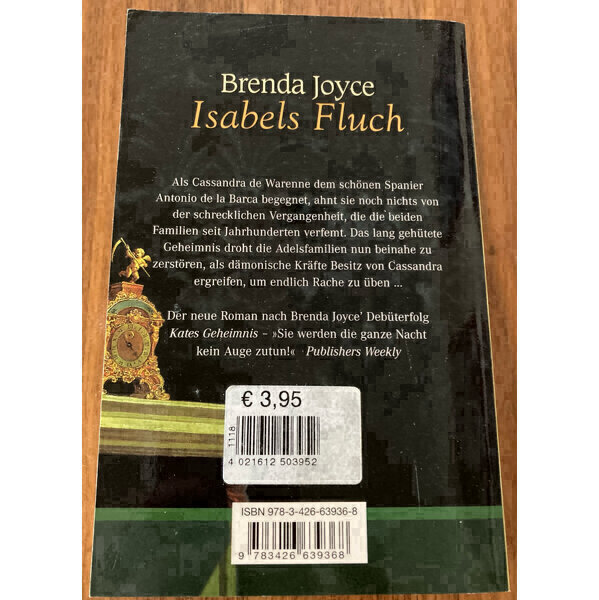 Brenda Joyce
Isabels Fluch
Als Cassandra de Warenne dem schönen Spanier
Antonio de la Barca begegnet, ahnt sie noch nichts von
der schrecklichen Vergangenheit, die die beiden
Familien seit Jahrhunderten verfemt. Das lang gehütete
Geheimnis droht die Adelsfamilien nun beinahe zu
zerstören, als dämonische Kräfte Besitz von Cassandra
ergreifen, um endlich Rache zu üben ...
Der neue Roman nach Brenda Joyce' Debüterfolg
Kates Geheimnis – »Sie werden die ganze Nacht
kein Auge zutun!« Publishers Weekly
€ 3,95
1118
4 021612 503952
ISBN 978-3-426-63936-8
9 783426 639368